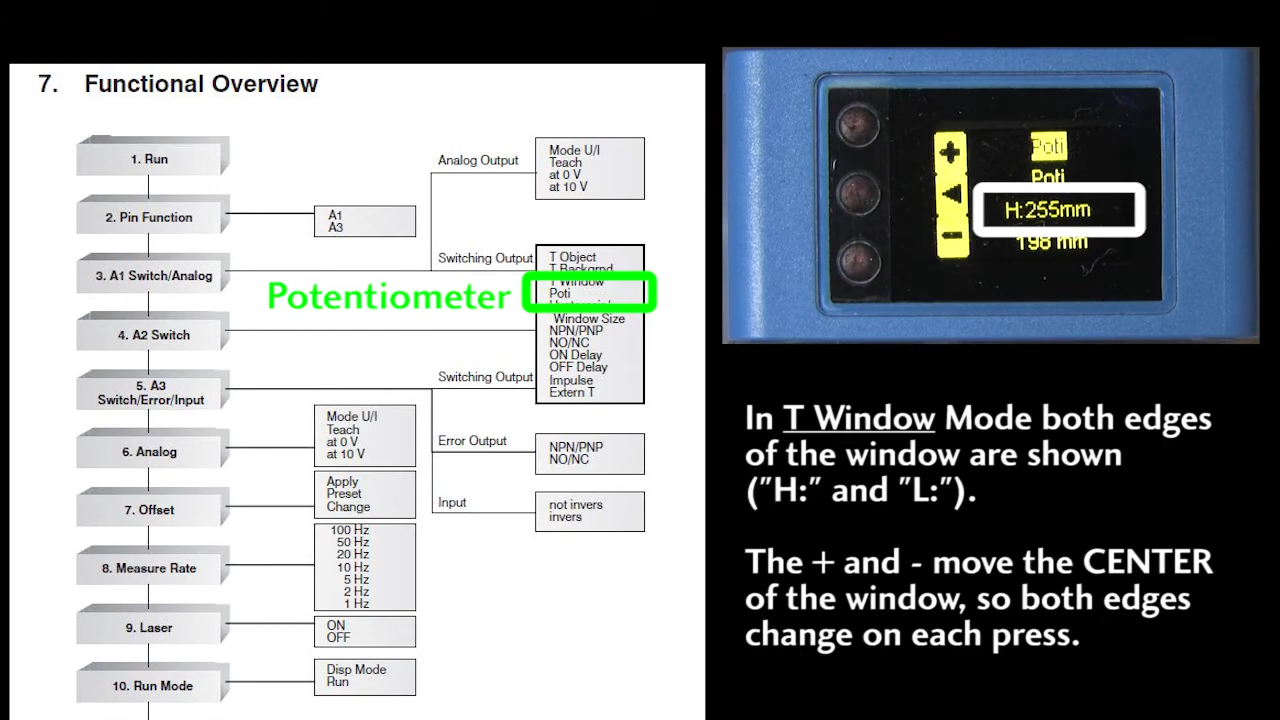 7. Functional Overview
1. Run
2. Pin Function
3. A1 Switch/Analog
4. A2 Switch
5. A3
Switch/Error/Input
6. Analog
7. Offset
8. Measure Rate
9. Laser
10. Run Mode
A1
A3
Mode U/I
Teach
at 0 V
at 10 V
Apply
Preset
Change
100 Hz
50 Hz
20 Hz
10 Hz
5 Hz
2 Hz
1 Hz
ON
OFF
Disp Mode
Run
Analog Output
Mode U/I
Teach
at 0 V
at 10 V
Switching Output
T Object
T Backgrnd
T Window
Poti
Window Size
NPN/PNP
NO/NC
ON Delay
OFF Delay
Impulse
Extern T
Potentiometer
Switching Output
Error Output
NPN/PNP
NO/NC
Input
not invers
invers
+
-
Poti
Poti
H:255mm
198 mm
In T Window Mode both edges
of the window are shown
("H:" and "L:").
The + and - move the CENTER
of the window, so both edges
change on each press.